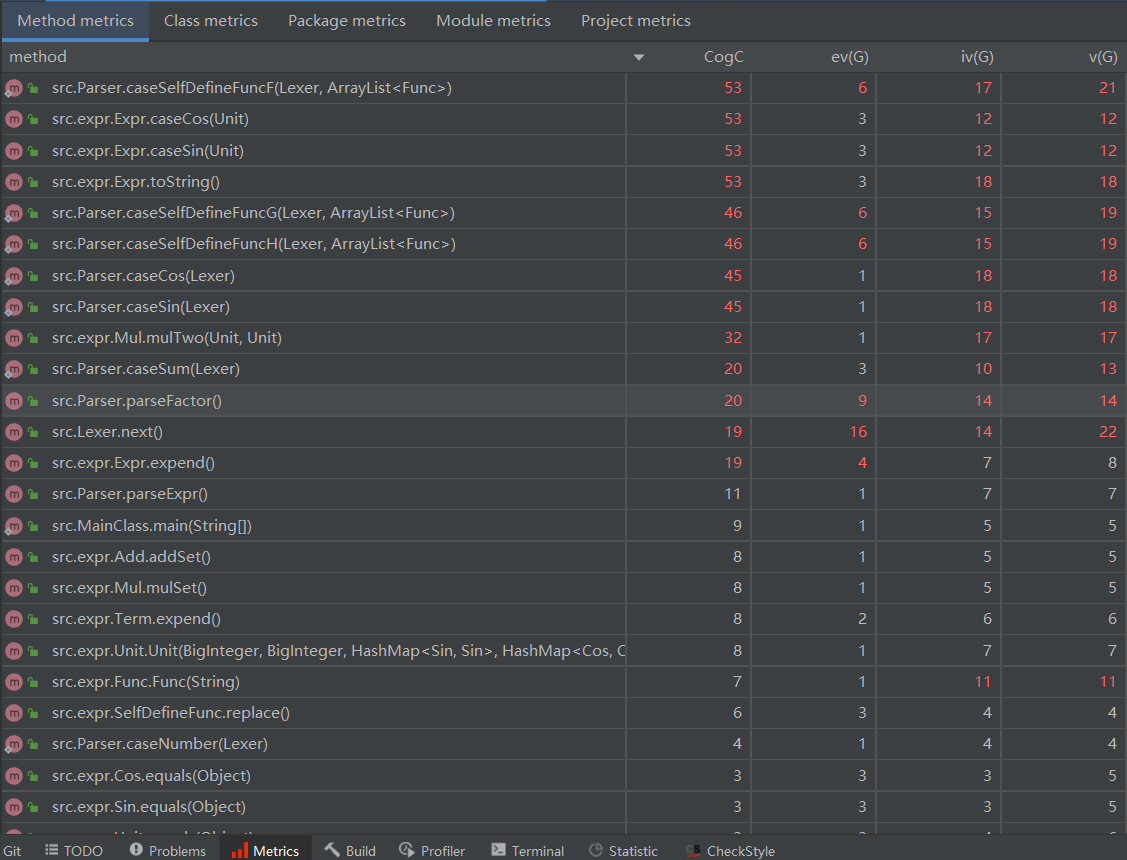 Method metrics Class metrics Package metrics Module metrics Project metrics
method CogC ev(G) iv(G) v(G)
src.Parser.caseSelfDefineFuncF(Lexer, ArrayList<Func>) 53 6 17 21
src.expr.Expr.caseCos(Unit) 53 3 12 12
src.expr.Expr.caseSin(Unit) 53 3 12 12
src.expr.Expr.toString() 53 3 18 18
src.Parser.caseSelfDefineFuncG(Lexer, ArrayList<Func>) 46 6 15 19
src.Parser.caseSelfDefineFuncH(Lexer, ArrayList<Func>) 46 6 15 19
src.Parser.caseCos(Lexer) 45 1 18 18
src.Parser.caseSin(Lexer) 45 1 18 18
src.expr.Mul.mulTwo(Unit, Unit) 32 1 17 17
src.Parser.caseSum(Lexer) 20 3 10 13
src.Parser.parseFactor() 20 9 14 14
src.Lexer.next() 19 16 14 22
src.expr.Expr.expend() 19 4 7 8
src.Parser.parseExpr() 11 1 7 7
src.MainClass.main(String[]) 9 1 5 5
src.expr.Add.addSet() 8 1 5 5
src.expr.Mul.mulSet() 8 1 5 5
src.expr.Term.expend() 8 2 6 6
src.expr.Unit.Unit(BigInteger, BigInteger, HashMap<Sin, Sin>, HashMap<Cos, C 8 1 7 7
src.expr.Func.Func(String) 7 1 11 11
src.expr.SelfDefineFunc.replace() 6 3 4 4
src.Parser.caseNumber(Lexer) 4 1 4 4
src.expr.Cos.equals(Object) 3 3 3 5
src.expr.Sin.equals(Object) 3 3 3 5
Git TODO Problems Metrics Build Profiler Terminal Statistic CheckStyle